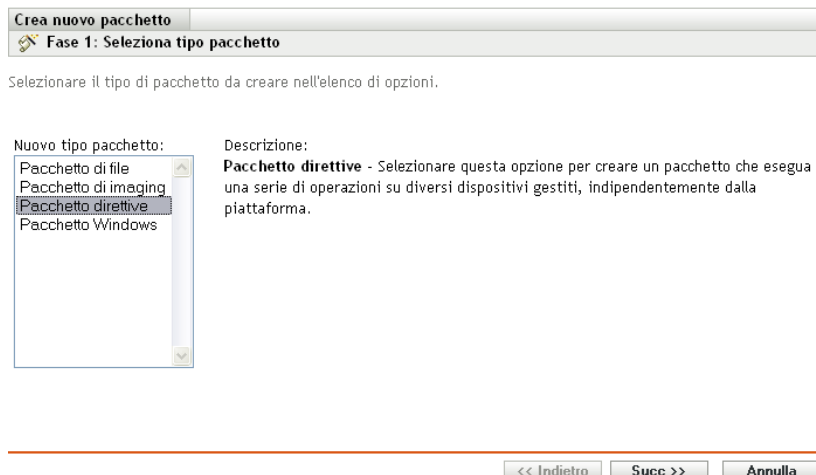 Crea nuovo pacchetto
Fase 1: Seleziona tipo pacchetto
Selezionare il tipo di pacchetto da creare nell'elenco di opzioni.
Nuovo tipo pacchetto:
Pacchetto di file
Pacchetto di imaging
Pacchetto direttive
Pacchetto Windows
Descrizione:
Pacchetto direttive - Selezionare questa opzione per creare un pacchetto che esegua
una serie di operazioni su diversi dispositivi gestiti, indipendentemente dalla
piattaforma.
<< Indietro
Succ >>
Annulla